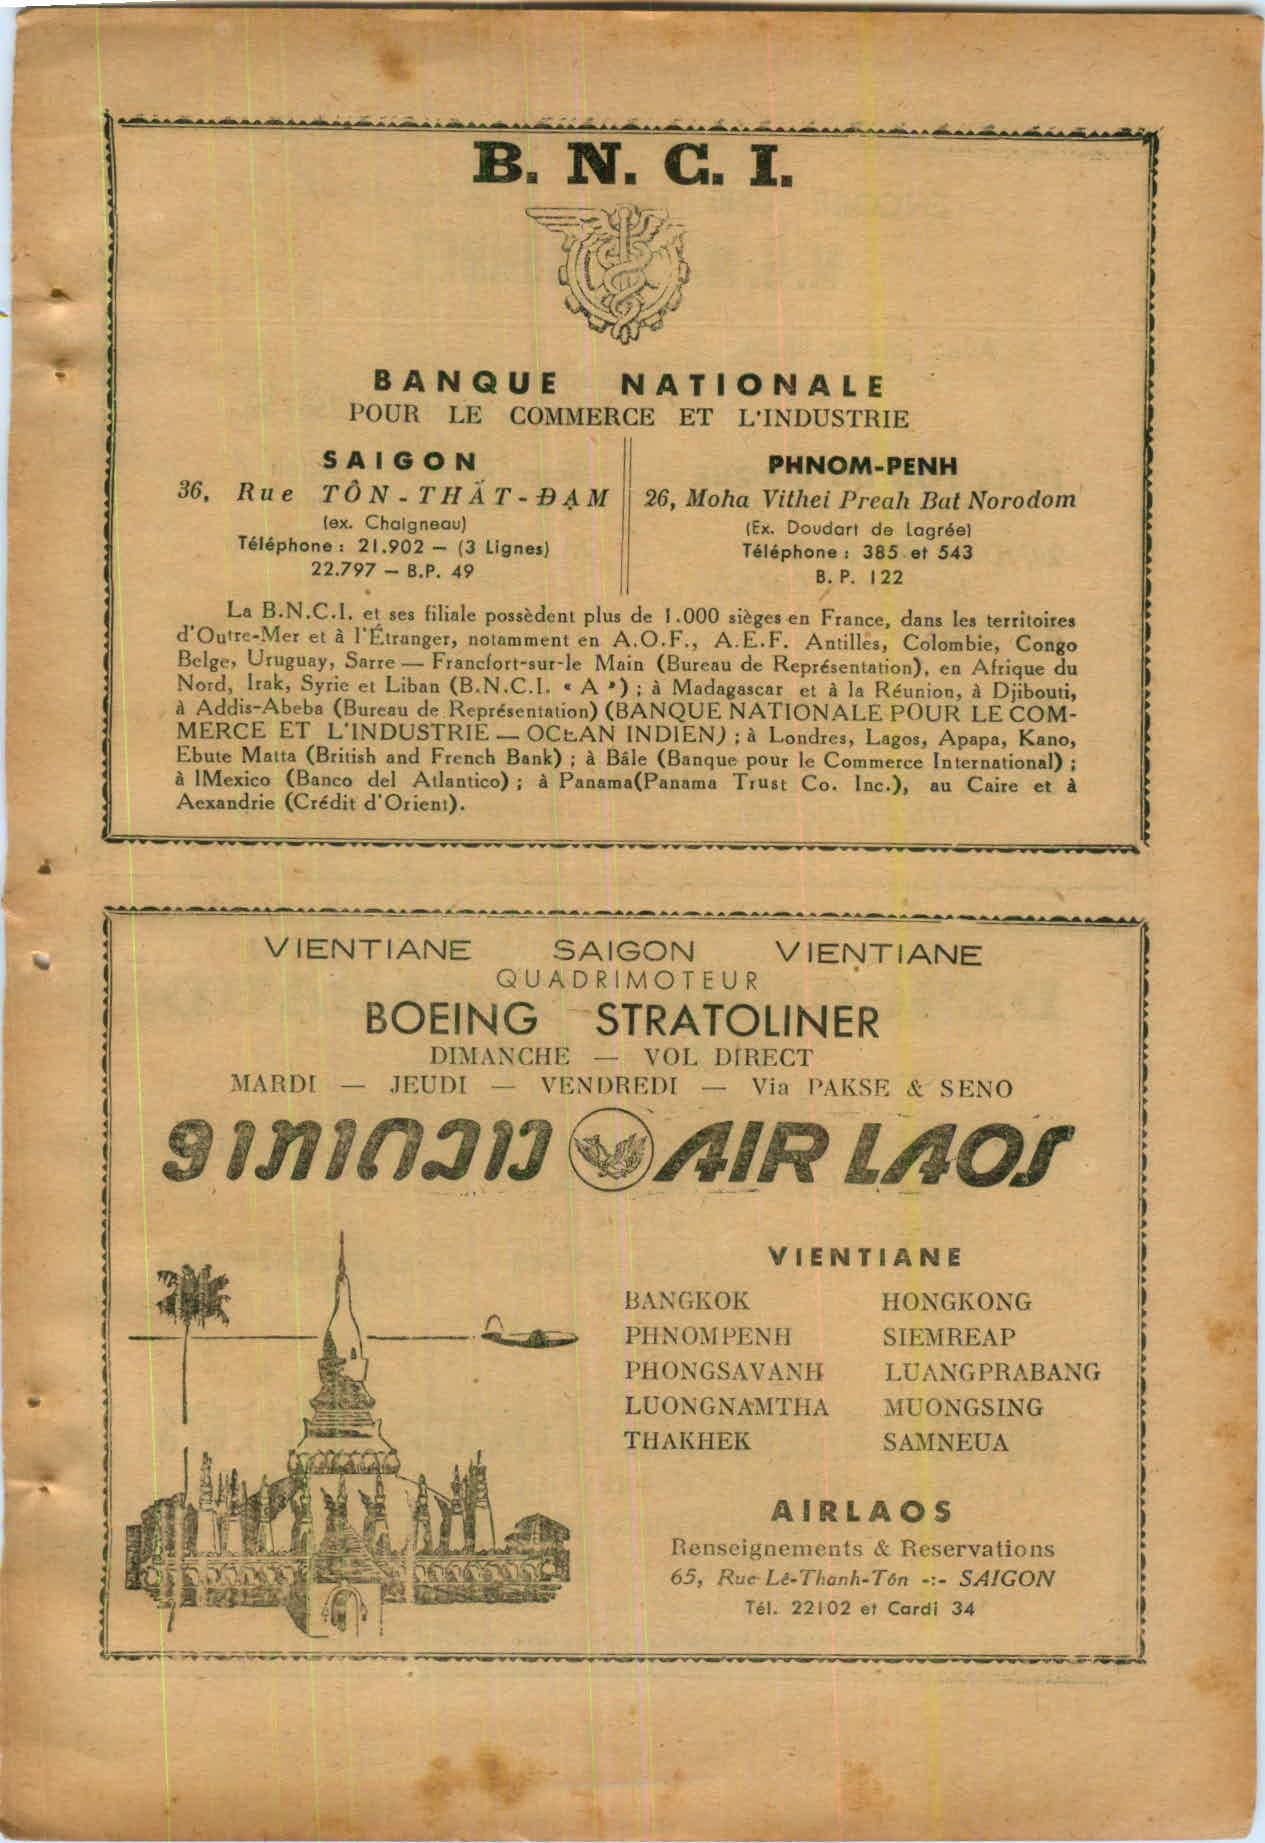 B. N. C. I.
BANQUE NATIONALE
POUR LE COMMERCE ET L'INDUSTRIE
SAIGON
36, Rue TÔN-THẤT-ĐẠM
(ex. Chaigneau)
Téléphone : 21.902 — (3 Lignes)
22.797 — B.P. 49
PHNOM-PENH
26, Moha Vithei Preah Bat Norodom
(Ex. Doudart de Lagrée)
Téléphone : 385 et 543
B. P. 122
La B.N.C.I. et ses filiale possèdent plus de 1.000 sièges en France, dans les territoires
d'Outre-Mer et à l'Étranger, notamment en A.O.F., A.E.F. Antilles, Colombie, Congo
Belge, Uruguay, Sarre — Francfort-sur-le Main (Bureau de Représentation), en Afrique du
Nord, Irak, Syrie et Liban (B.N.C.I. « A ») ; à Madagascar et à la Réunion, à Djibouti,
à Addis-Abeba (Bureau de Représentation) (BANQUE NATIONALE POUR LE COM-
MERCE ET L'INDUSTRIE — OCEAN INDIEN) ; à Londres, Lagos, Apapa, Kano,
Ebute Matta (British and French Bank) ; à Bâle (Banque pour le Commerce International) ;
à lMexico (Banco del Atlantico) ; à Panama(Panama Trust Co. Inc.), au Caire et à
Aexandrie (Crédit d'Orient).
VIENTIANE SAIGON VIENTIANE
QUADRIMOTEUR
BOEING STRATOLINER
DIMANCHE — VOL DIRECT
MARDI — JEUDI — VENDREDI — Via PAKSE & SENO
ອາກາດລາວ AIR LAOS
VIENTIANE
BANGKOK HONGKONG
PHNOMPENH SIEMREAP
PHONGSAVANH LUANGPRABANG
LUONGNAMTHA MUONGSING
THAKHEK SAMNEUA
AIRLAOS
Renseignements & Reservations
65, Rue Lê-Thanh-Tôn -:- SAIGON
Tél. 22102 et Cardi 34